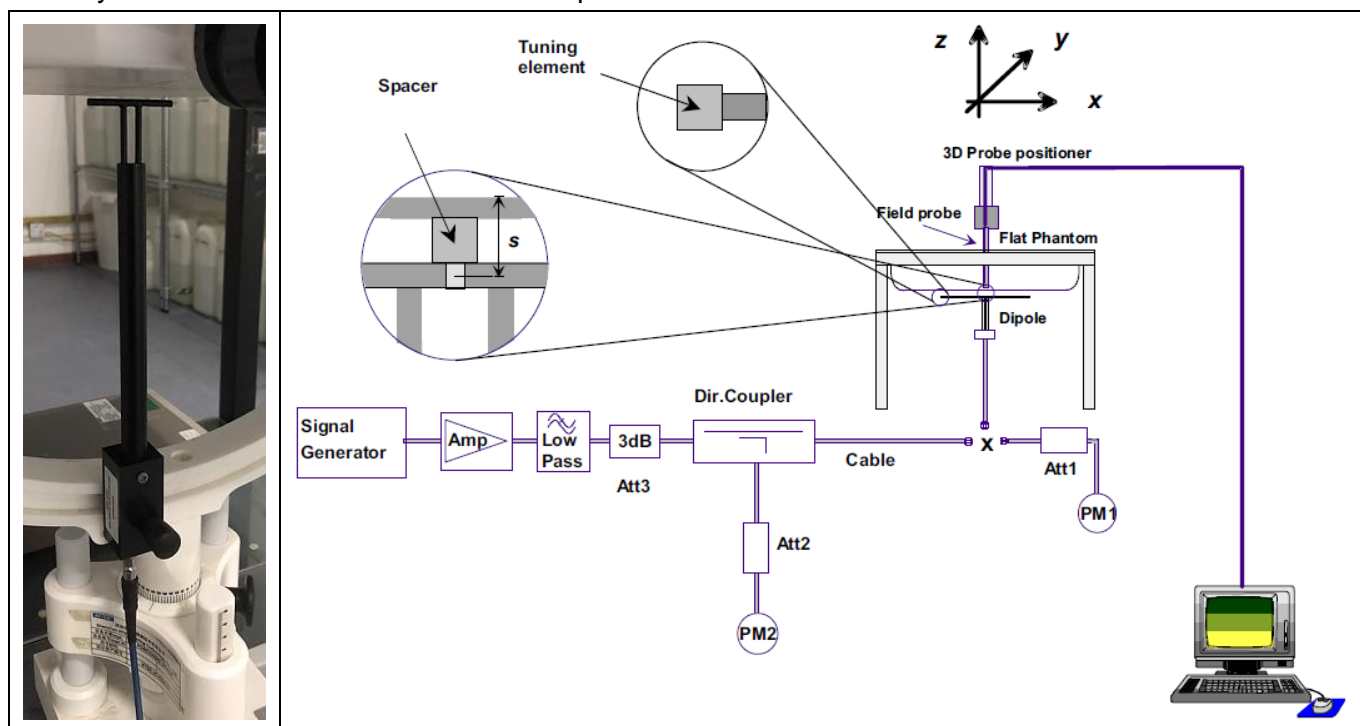 Tuning
element
Spacer
s
z
y
x
3D Probe positioner
Field probe
Flat Phantom
Dipole
Dir.Coupler
Signal
Generator
Amp
Low
Pass
3dB
Att3
Cable
x
Att1
PM1
Att2
PM2